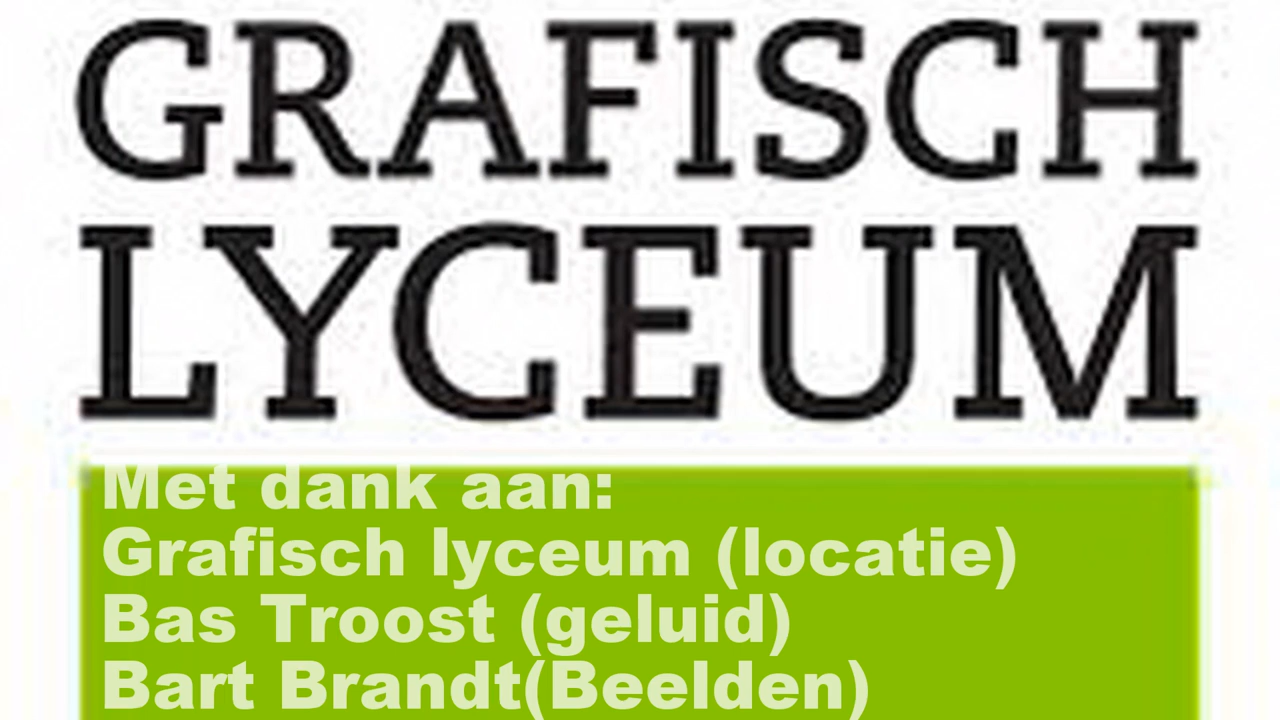 GRAFISCH
LYCEUM
Met dank aan:
Grafisch lyceum (locatie)
Bas Troost (geluid)
Bart Brandt(Beelden)